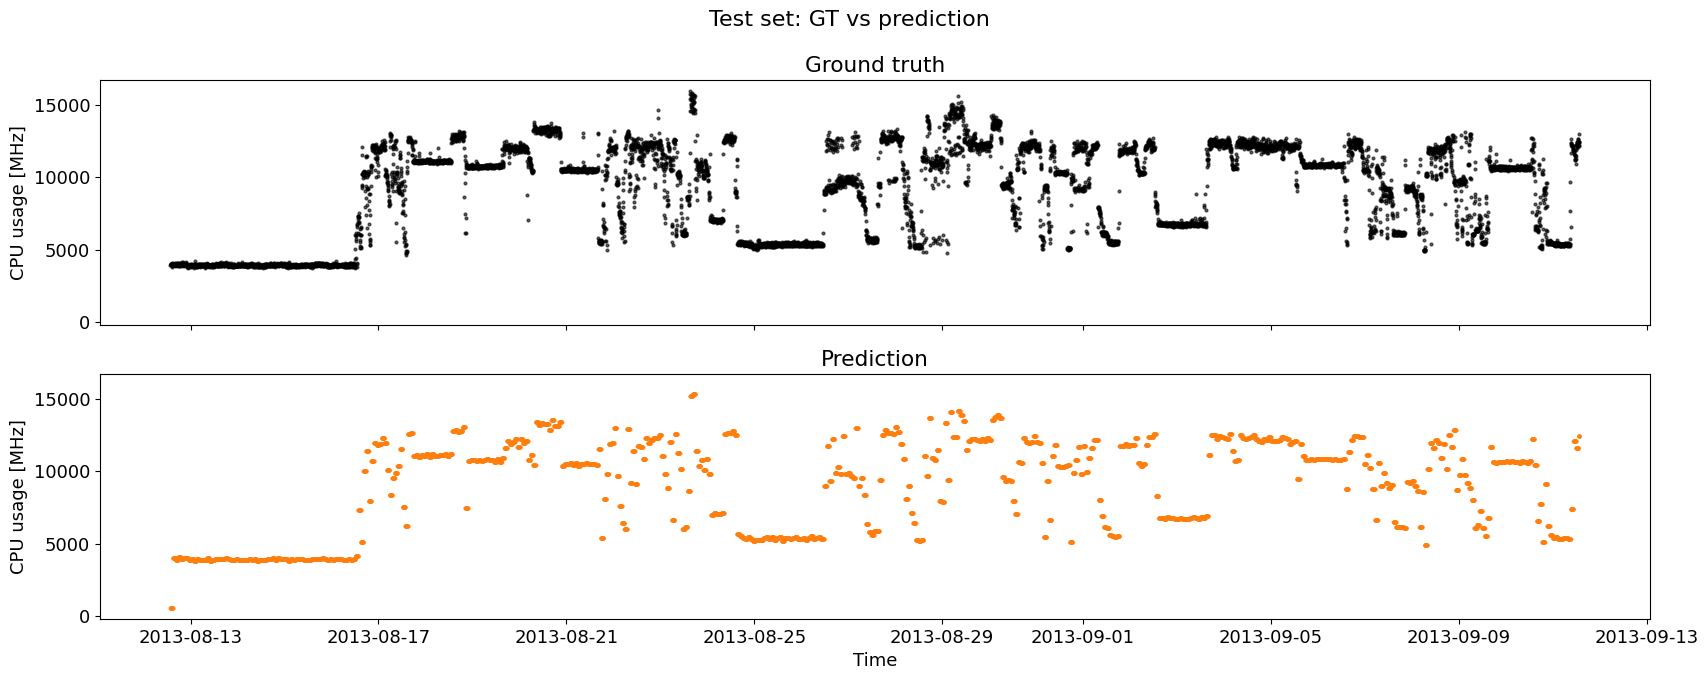 Test set: GT vs prediction
Ground truth
CPU usage [MHz]
15000
10000
5000
0
Prediction
CPU usage [MHz]
15000
10000
5000
0
2013-08-13 2013-08-17 2013-08-21 2013-08-25 2013-08-29 2013-09-01 2013-09-05 2013-09-09 2013-09-13
Time